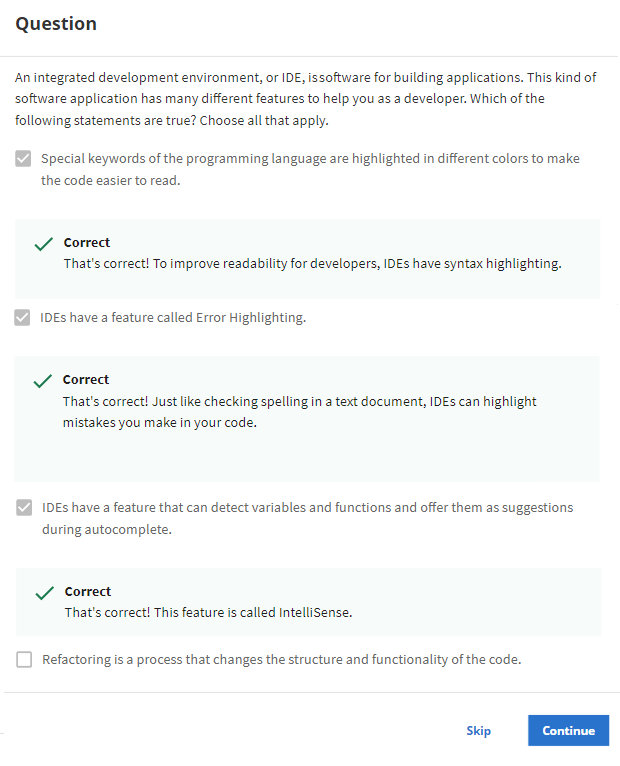 Question
An integrated development environment, or IDE, issoftware for building applications. This kind of
software application has many different features to help you as a developer. Which of the
following statements are true? Choose all that apply.
Special keywords of the programming language are highlighted in different colors to make
the code easier to read.
Correct
That's correct! To improve readability for developers, IDEs have syntax highlighting.
IDEs have a feature called Error Highlighting.
Correct
That's correct! Just like checking spelling in a text document, IDEs can highlight
mistakes you make in your code.
IDEs have a feature that can detect variables and functions and offer them as suggestions
during autocomplete.
Correct
That's correct! This feature is called IntelliSense.
Refactoring is a process that changes the structure and functionality of the code.
Skip
Continue